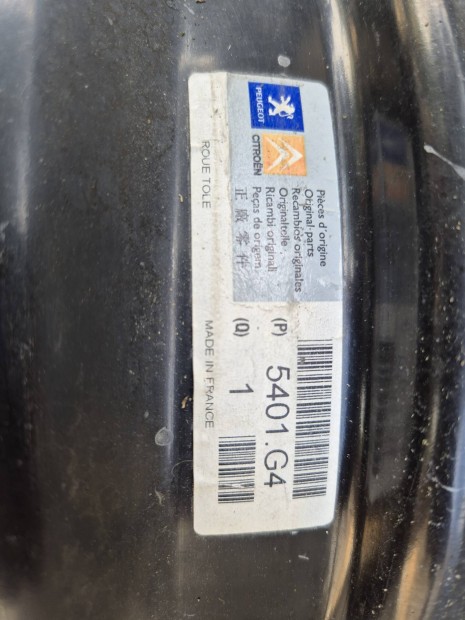 PEUGEOT
CITROËN
Pièces d'origine
Original parts
Recambios originales
Originalteile
Ricambi originali
Peças de origem
正廠零件
(P) 5401.G4
(Q) 1
ROUE TOLE
MADE IN FRANCE